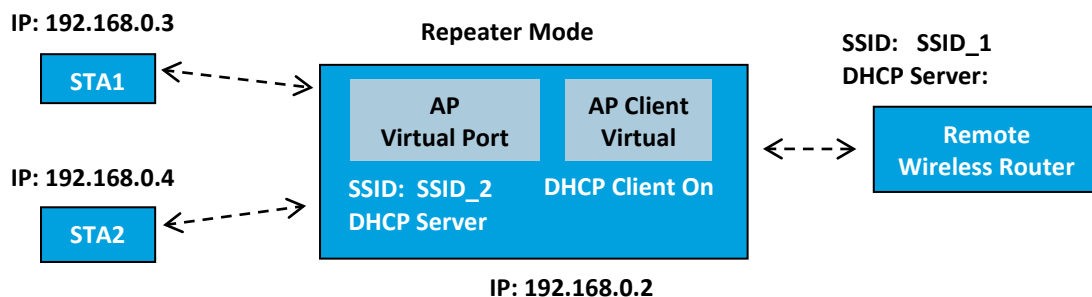 IP: 192.168.0.3
STA1
IP: 192.168.0.4
STA2
Repeater Mode
AP
Virtual Port
AP Client
Virtual
SSID: SSID_2
DHCP Server
DHCP Client On
IP: 192.168.0.2
SSID: SSID_1
DHCP Server:
Remote
Wireless Router